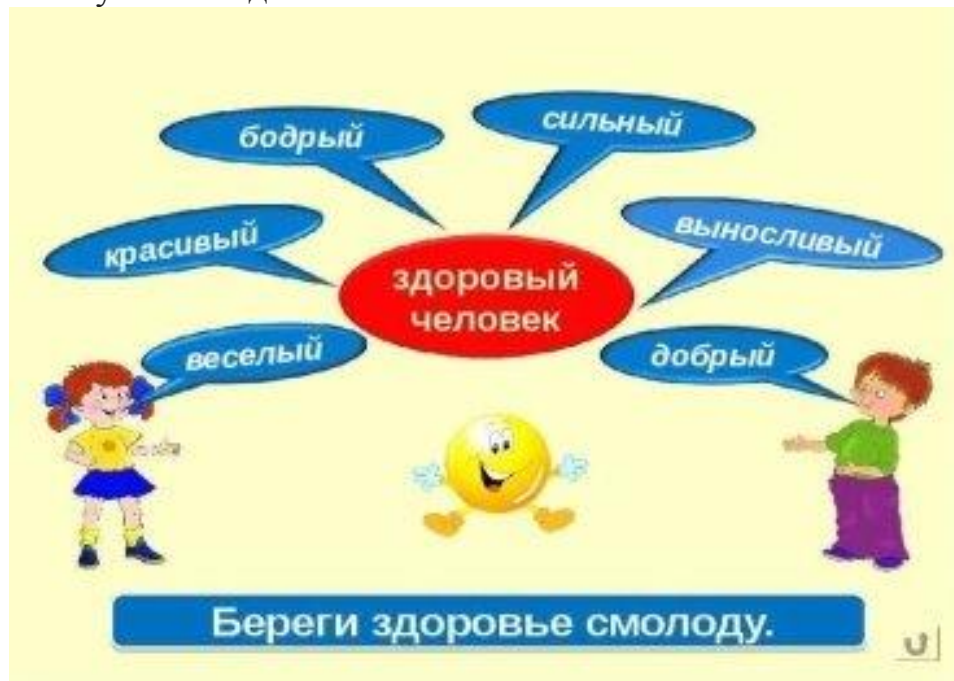 бодрый
сильный
красивый
выносливый
здоровый
человек
веселый
добрый
Береги здоровье смолоду.